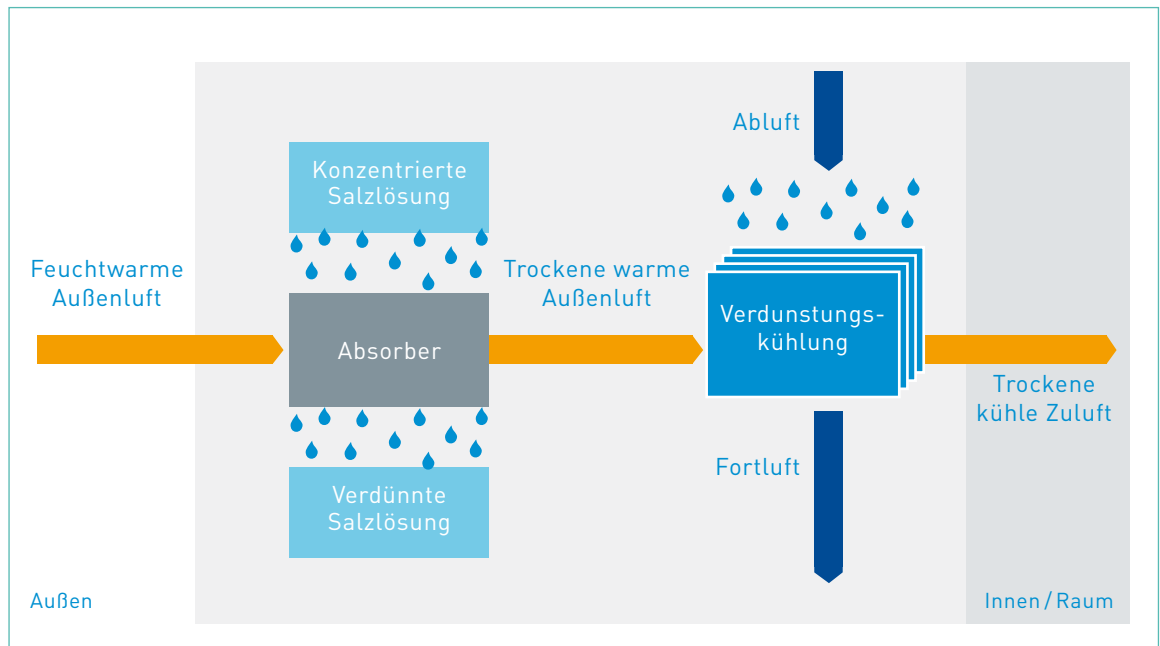 Abluft
Konzentrierte
Salzlösung
Feuchtwarme
Außenluft
Trockene warme
Außenluft
Absorber
Verdunstungs-
kühlung
Trockene
kühle Zuluft
Fortluft
Verdünnte
Salzlösung
Außen
Innen / Raum